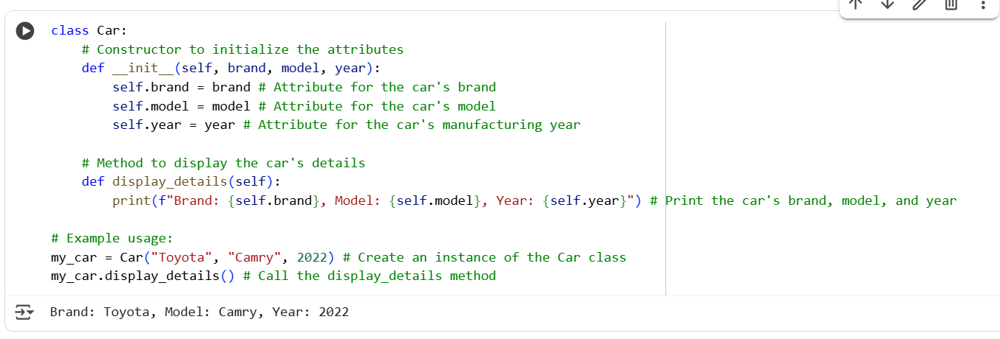 class Car:
    # Constructor to initialize the attributes
    def __init__(self, brand, model, year):
        self.brand = brand # Attribute for the car's brand
        self.model = model # Attribute for the car's model
        self.year = year # Attribute for the car's manufacturing year

    # Method to display the car's details
    def display_details(self):
        print(f"Brand: {self.brand}, Model: {self.model}, Year: {self.year}") # Print the car's brand, model, and year

# Example usage:
my_car = Car("Toyota", "Camry", 2022) # Create an instance of the Car class
my_car.display_details() # Call the display_details method
Brand: Toyota, Model: Camry, Year: 2022